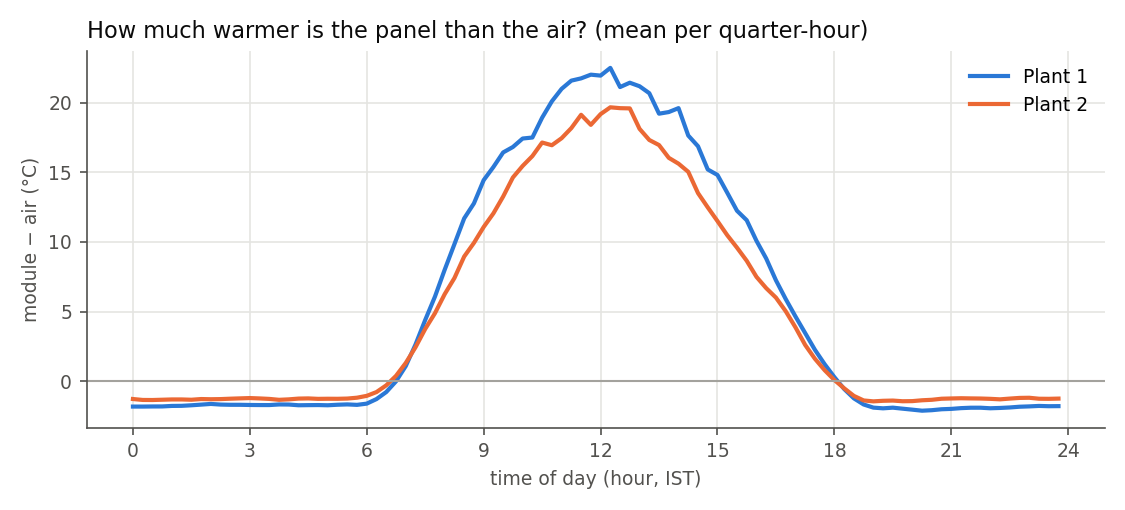 How much warmer is the panel than the air? (mean per quarter-hour)
Plant 1
Plant 2
module − air (°C)
20
15
10
5
0
0 3 6 9 12 15 18 21 24
time of day (hour, IST)